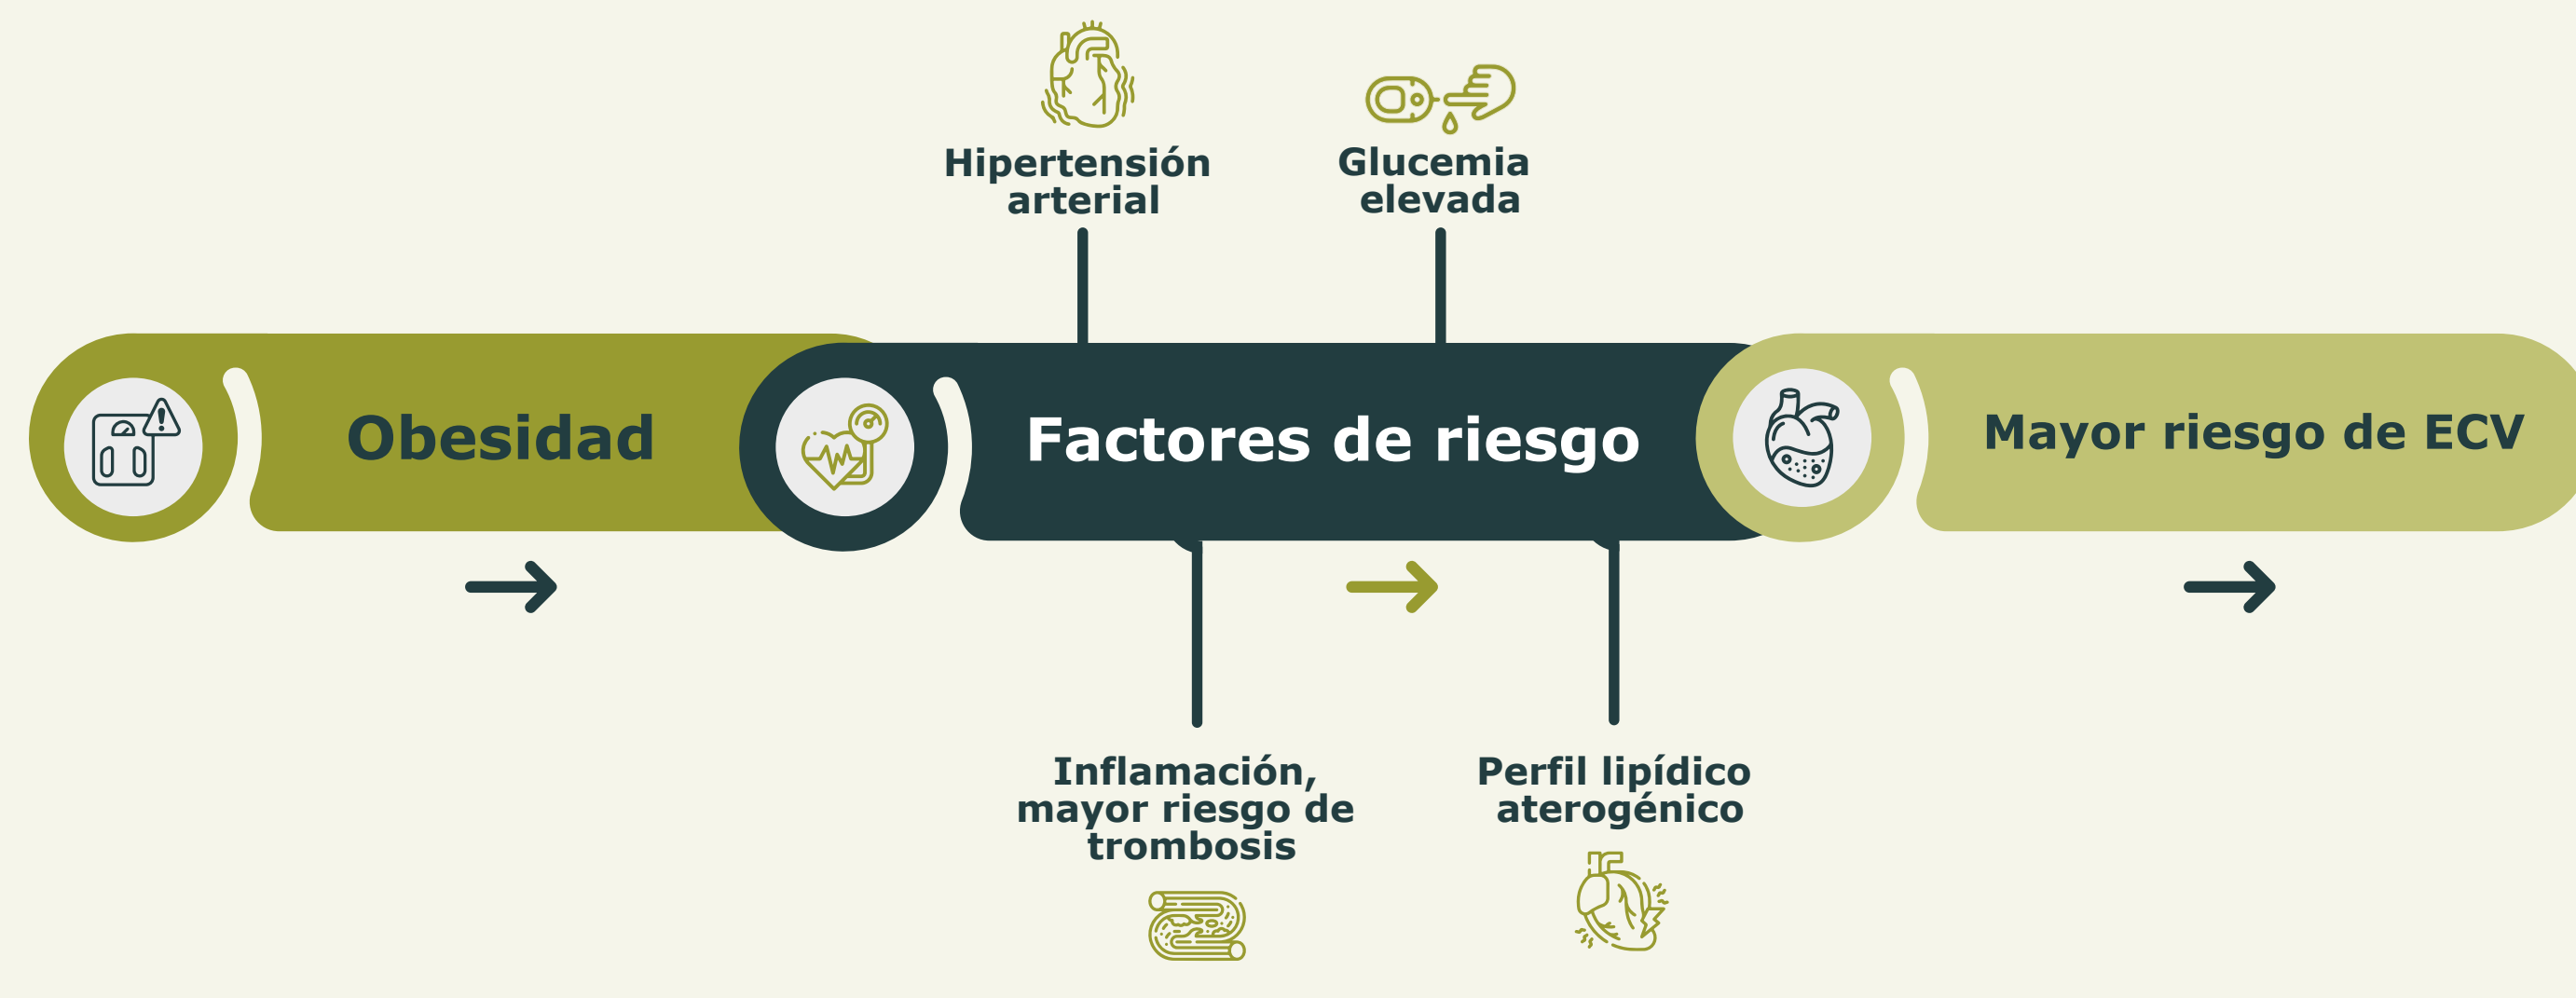 Hipertensión
arterial
Glucemia
elevada
Obesidad
Factores de riesgo
Mayor riesgo de ECV
Inflamación,
mayor riesgo de
trombosis
Perfil lipídico
aterogénico